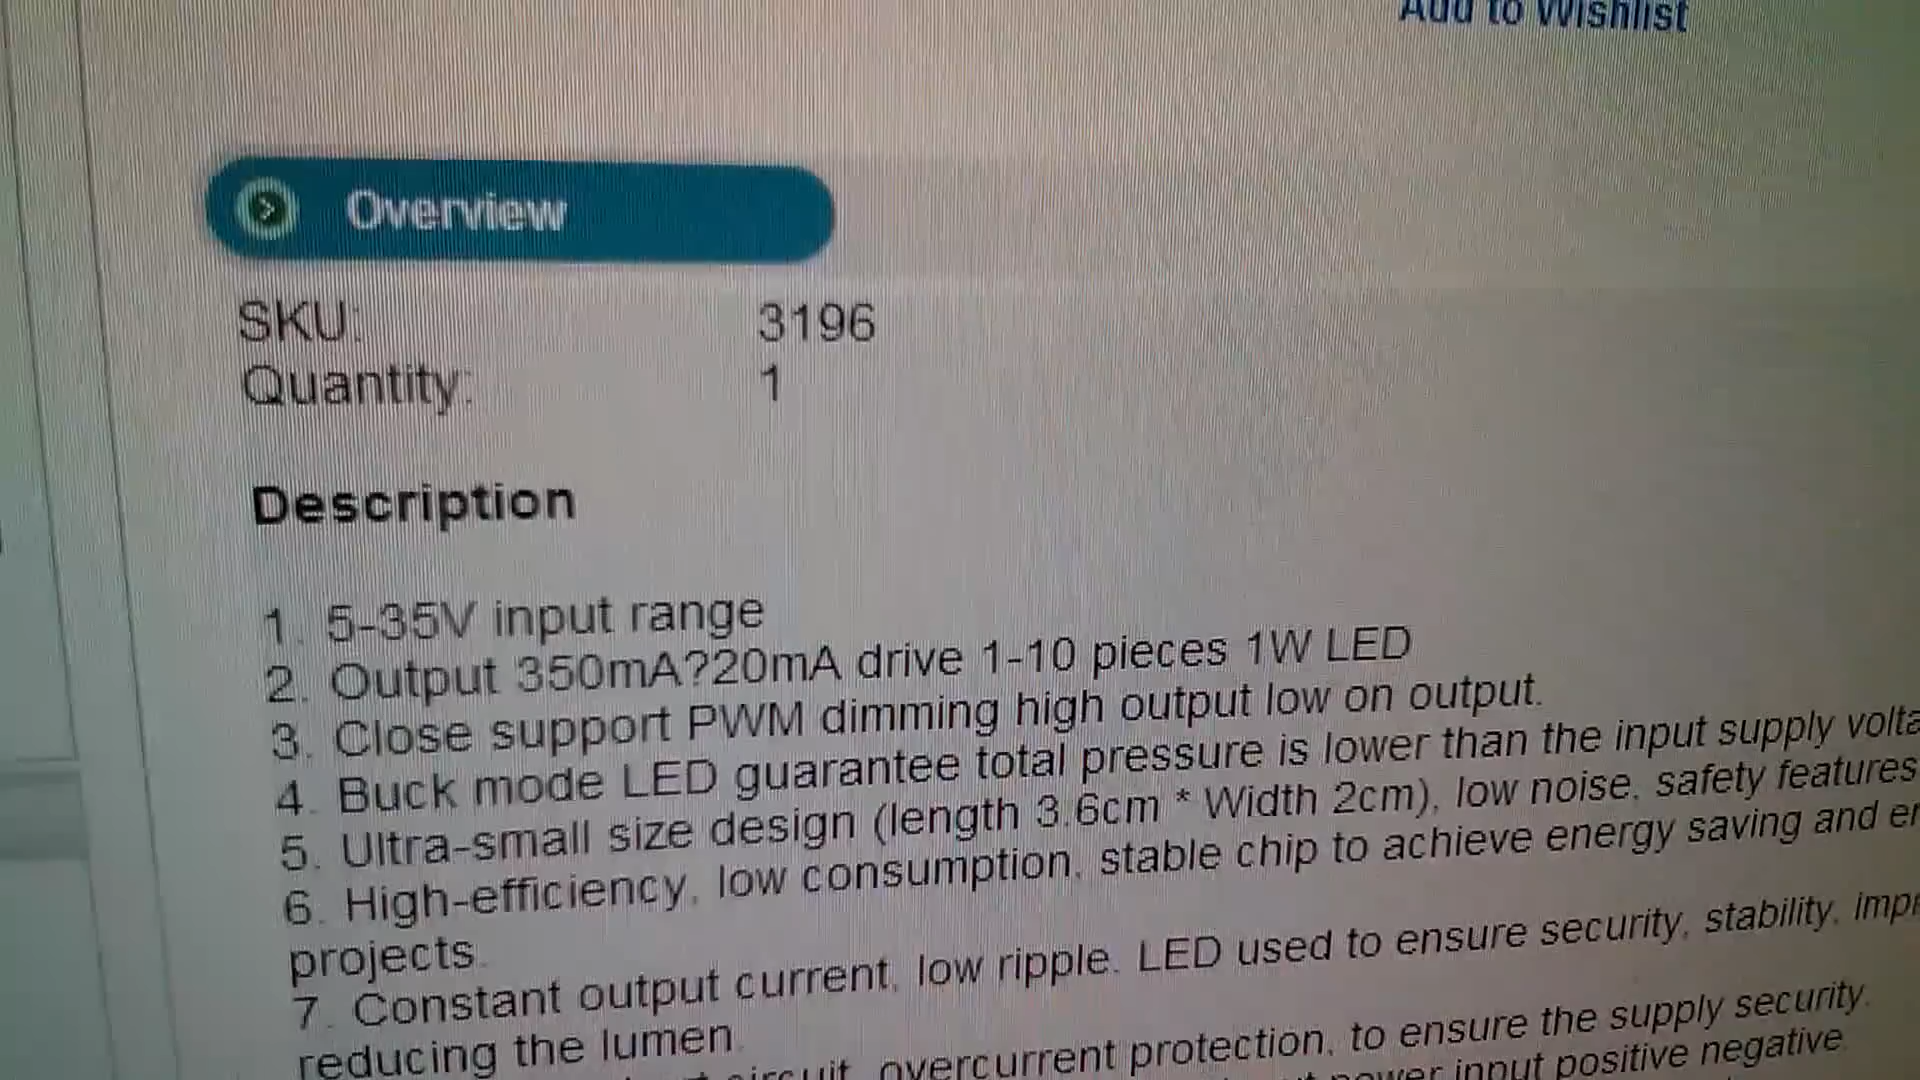 Add to Wishlist
Overview
SKU: 3196
Quantity: 1
Description
1. 5-35V input range
2. Output 350mA?20mA drive 1-10 pieces 1W LED
3. Close support PWM dimming high output low on output.
4. Buck mode LED guarantee total pressure is lower than the input supply volta
5. Ultra-small size design (length 3.6cm * Width 2cm), low noise, safety features
6. High-efficiency, low consumption, stable chip to achieve energy saving and
projects.
7. Constant output current, low ripple. LED used to ensure security, stability,
reducing the lumen.
circuit, overcurrent protection, to ensure the supply security.
power input positive negative